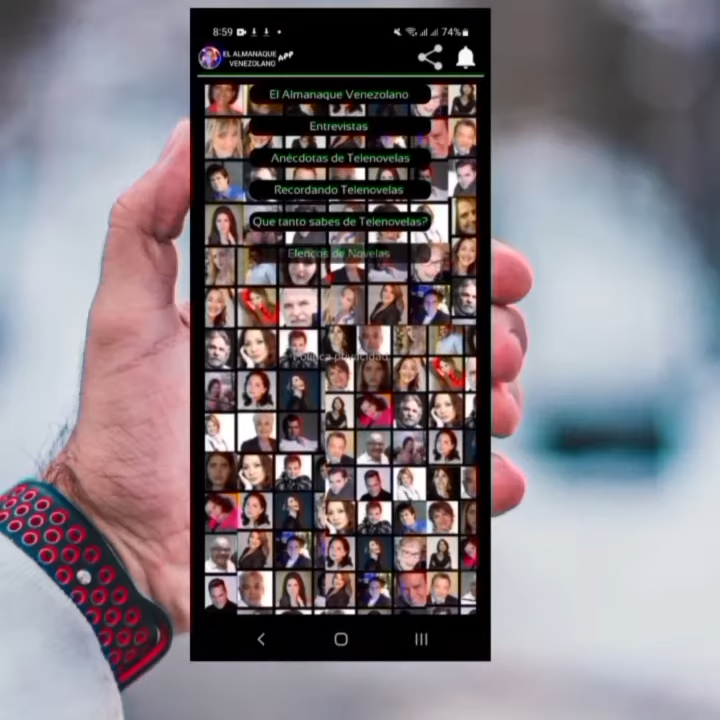 8:59
74%
EL ALMANAQUE
VENEZOLANO
APP
El Almanaque Venezolano
Entrevistas
Anécdotas de Telenovelas
Recordando Telenovelas
Que tanto sabes de Telenovelas?
Elencos de Novelas